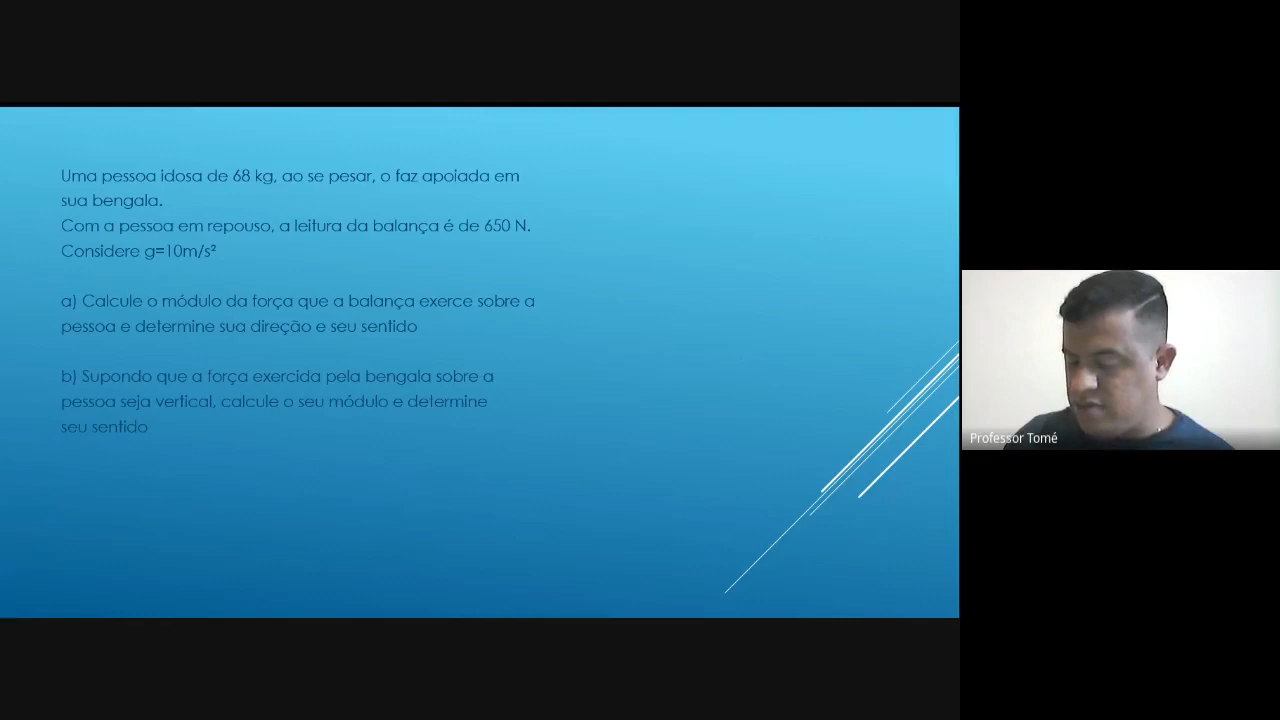 Uma pessoa idosa de 68 kg, ao se pesar, o faz apoiada em
sua bengala.
Com a pessoa em repouso, a leitura da balança é de 650 N.
Considere g=10m/s²
a) Calcule o módulo da força que a balança exerce sobre a
pessoa e determine sua direção e seu sentido
b) Supondo que a força exercida pela bengala sobre a
pessoa seja vertical, calcule o seu módulo e determine
seu sentido
Professor Tomé